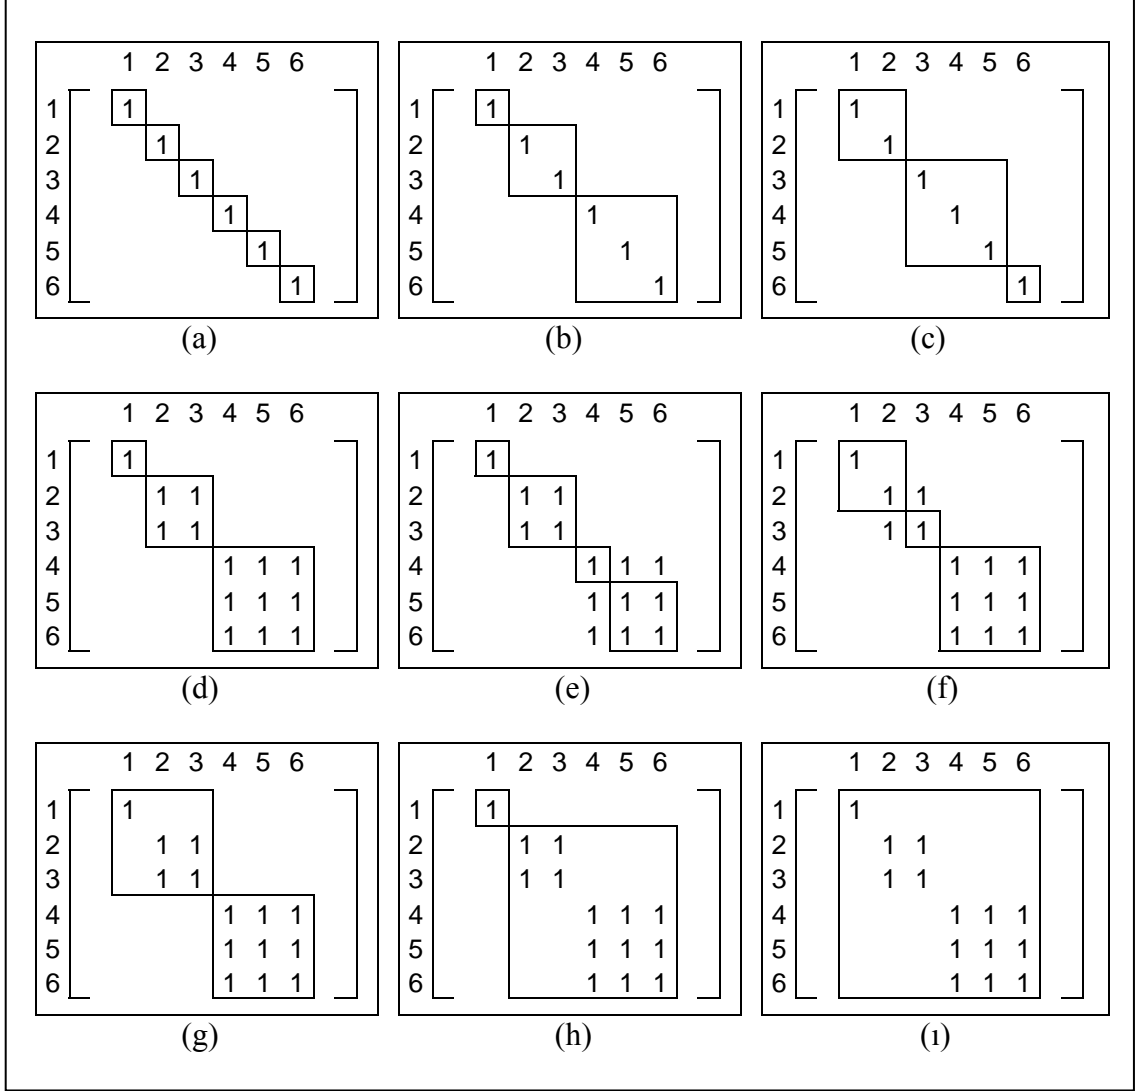 1 2 3 4 5 6 1 2 3 4 5 6 1 2 3 4 5 6
1 1 1 1 1 1
2 1 2 1 2 1
3 1 3 1 3 1
4 1 4 1 4 1
5 1 5 1 5 1
6 1 6 1 6 1
(a) (b) (c)
1 2 3 4 5 6 1 2 3 4 5 6 1 2 3 4 5 6
1 1 1 1 1 1
2 1 1 2 1 1 2 1 1
3 1 1 3 1 1 3 1 1
4 1 1 1 4 1 1 1 4 1 1 1
5 1 1 1 5 1 1 1 5 1 1 1
6 1 1 1 6 1 1 1 6 1 1 1
(d) (e) (f)
1 2 3 4 5 6 1 2 3 4 5 6 1 2 3 4 5 6
1 1 1 1 1 1
2 1 1 2 1 1 2 1 1
3 1 1 3 1 1 3 1 1
4 1 1 1 4 1 1 1 4 1 1 1
5 1 1 1 5 1 1 1 5 1 1 1
6 1 1 1 6 1 1 1 6 1 1 1
(g) (h) (ı)